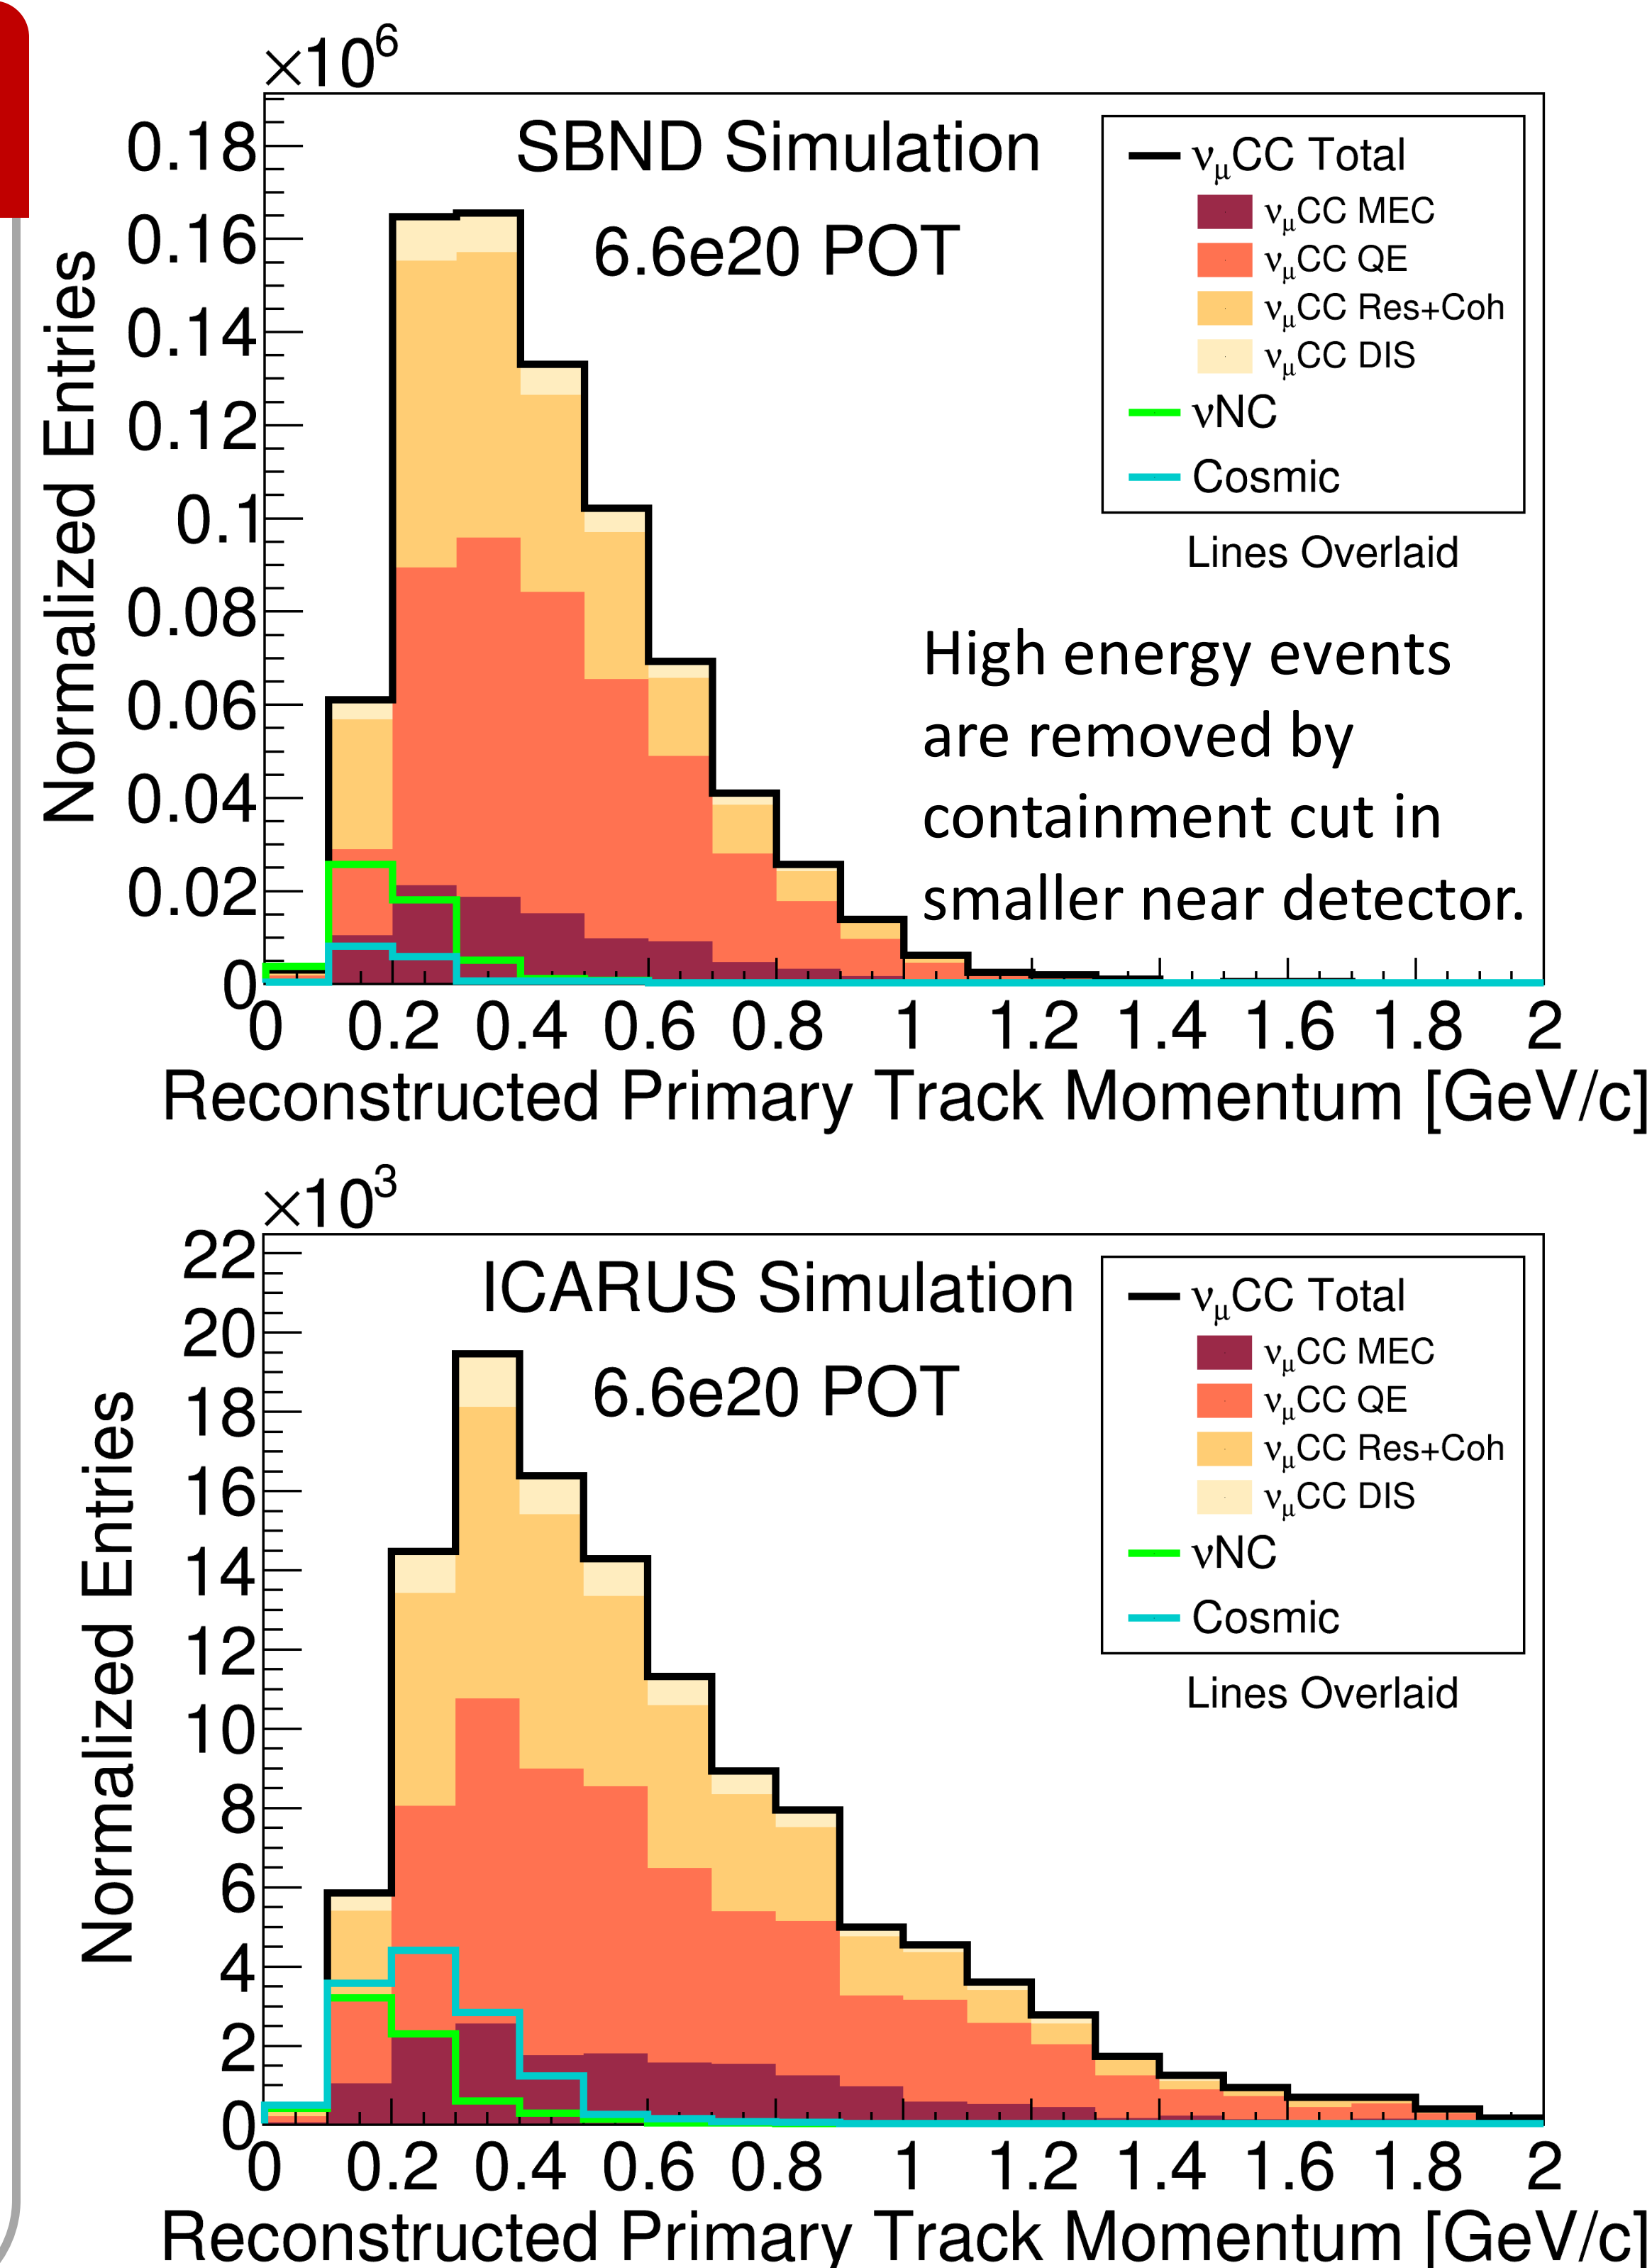 ×10⁶
SBND Simulation
6.6e20 POT
ν_μCC Total
ν_μCC MEC
ν_μCC QE
ν_μCC Res+Coh
ν_μCC DIS
νNC
Cosmic
Lines Overlaid
High energy events
are removed by
containment cut in
smaller near detector.
Normalized Entries
0.18
0.16
0.14
0.12
0.1
0.08
0.06
0.04
0.02
0
0 0.2 0.4 0.6 0.8 1 1.2 1.4 1.6 1.8 2
Reconstructed Primary Track Momentum [GeV/c]
×10³
ICARUS Simulation
6.6e20 POT
ν_μCC Total
ν_μCC MEC
ν_μCC QE
ν_μCC Res+Coh
ν_μCC DIS
νNC
Cosmic
Lines Overlaid
Normalized Entries
22
20
18
16
14
12
10
8
6
4
2
0
0 0.2 0.4 0.6 0.8 1 1.2 1.4 1.6 1.8 2
Reconstructed Primary Track Momentum [GeV/c]